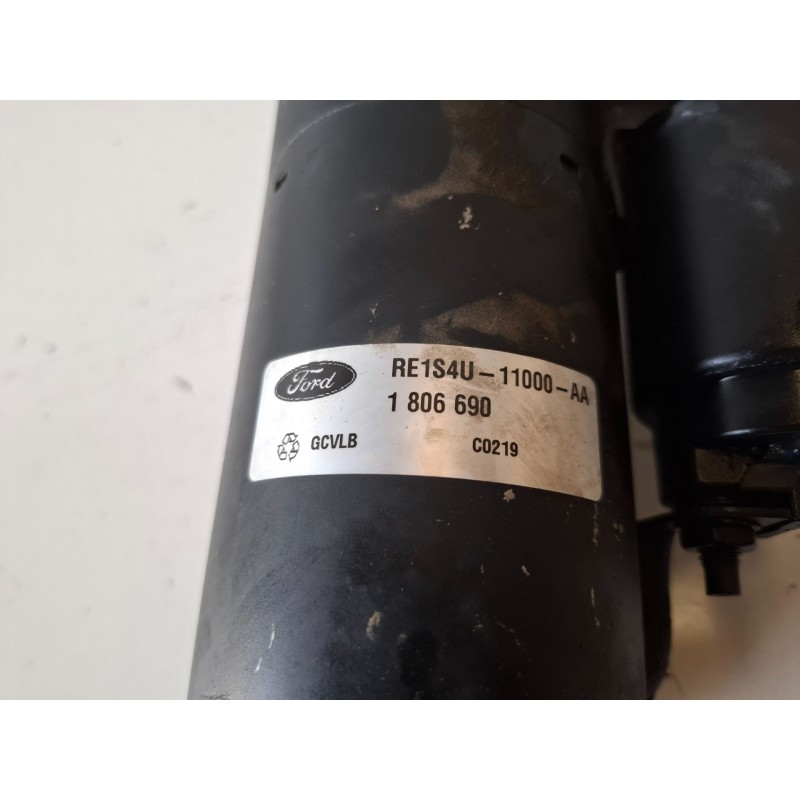 Ford
RE1S4U-11000-AA
1 806 690
GCVLB C0219